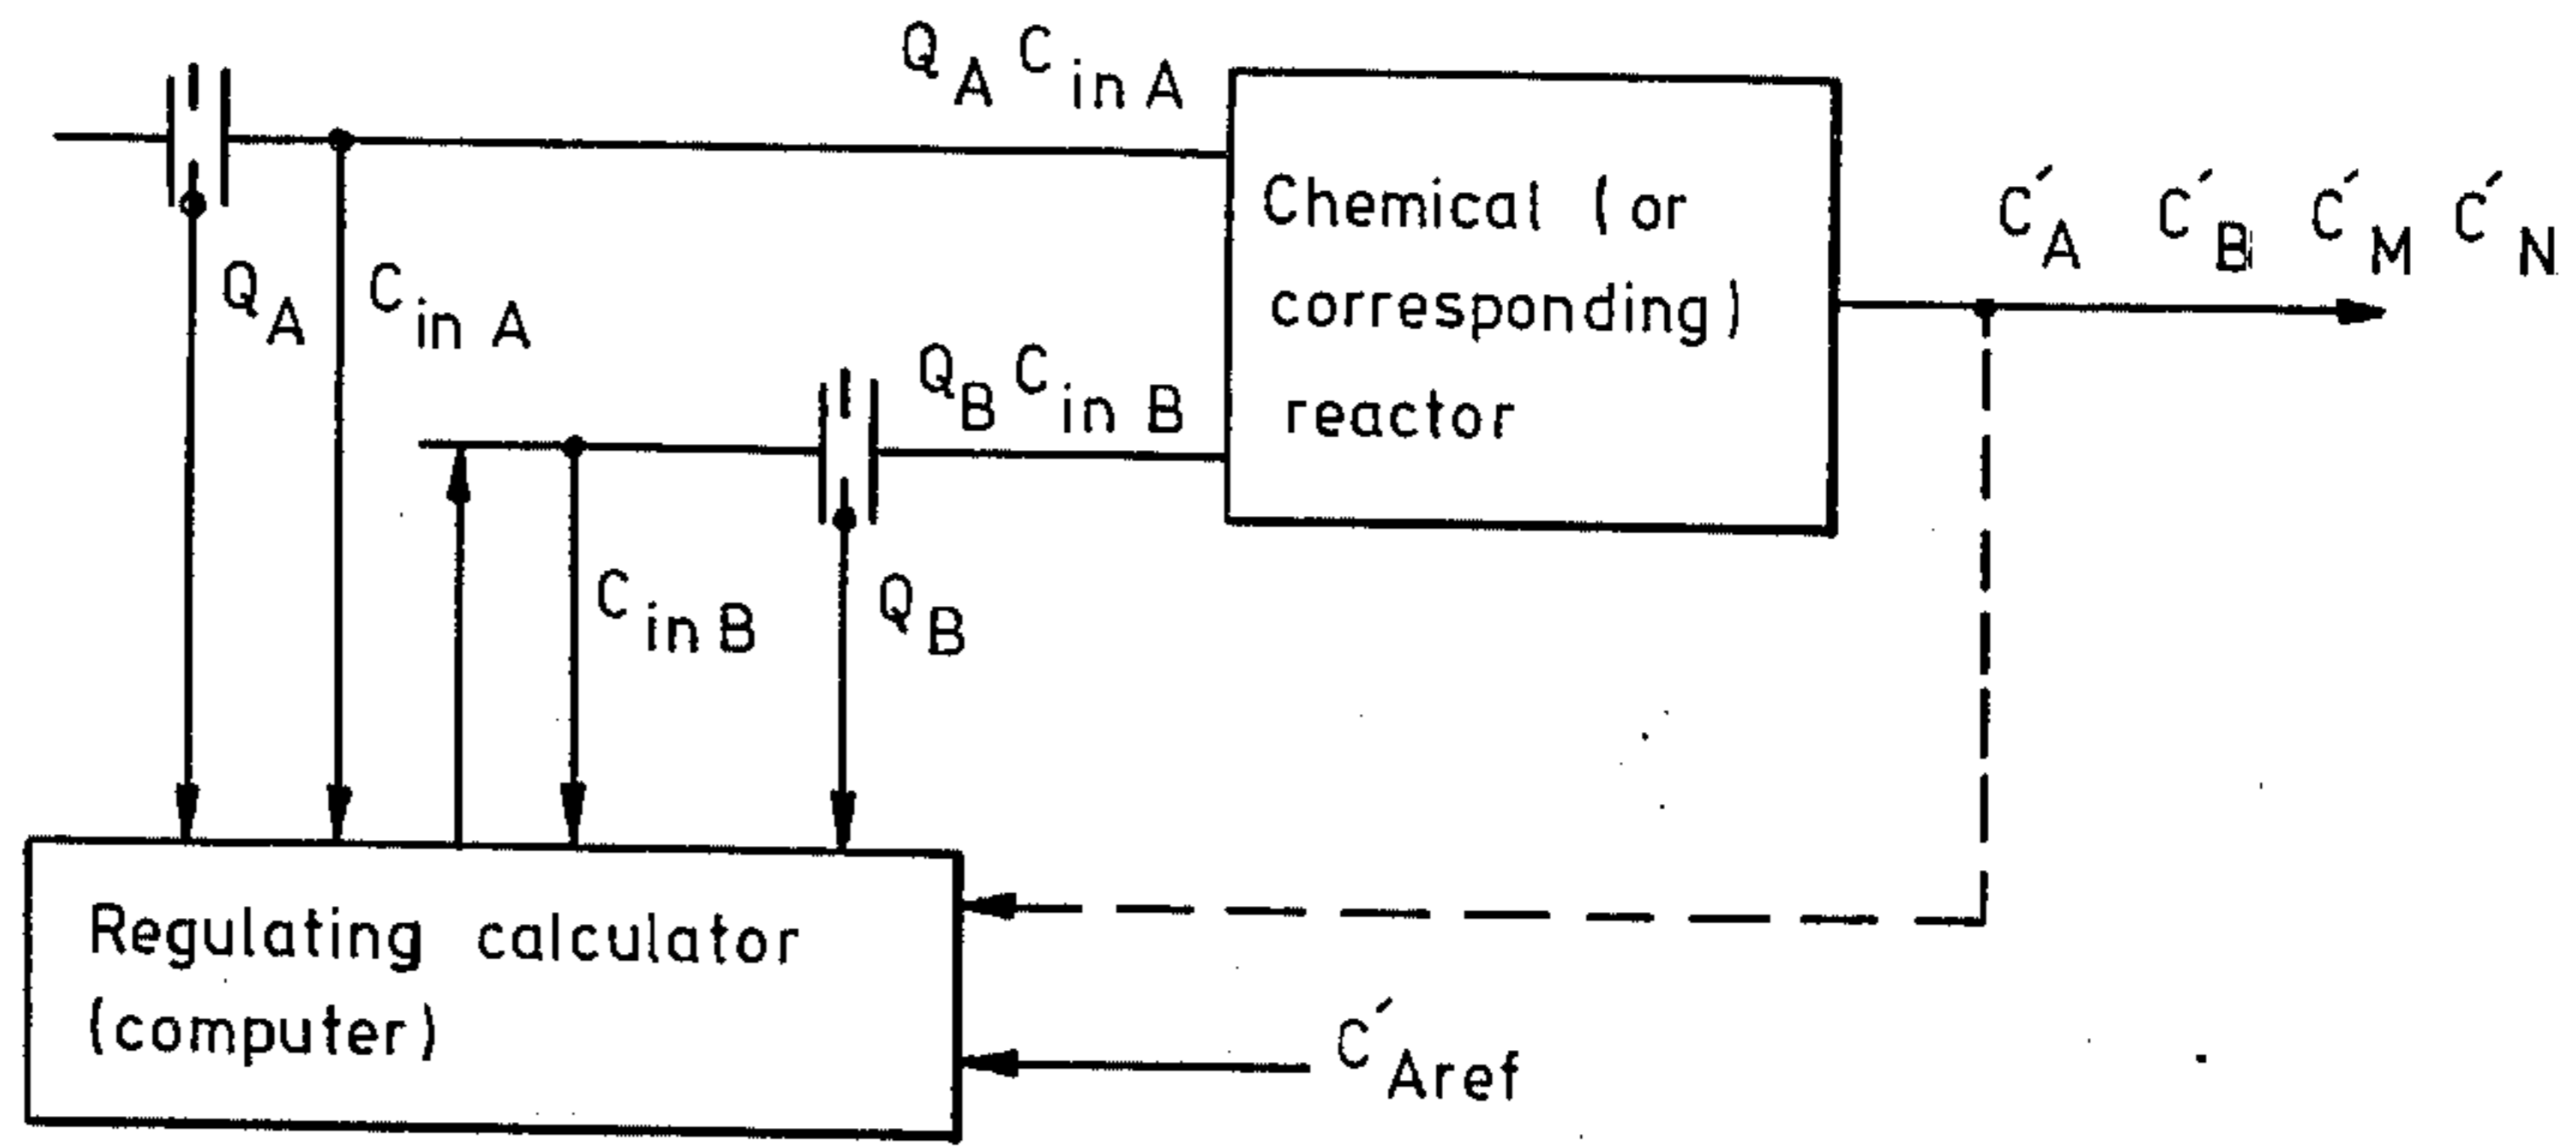 Q_A C_in A
Chemical (or
corresponding)
reactor
C´_A C´_B C´_M C´_N
Q_A
C_in A
Q_B C_in B
C_in B
Q_B
Regulating calculator
(computer)
C´_Aref